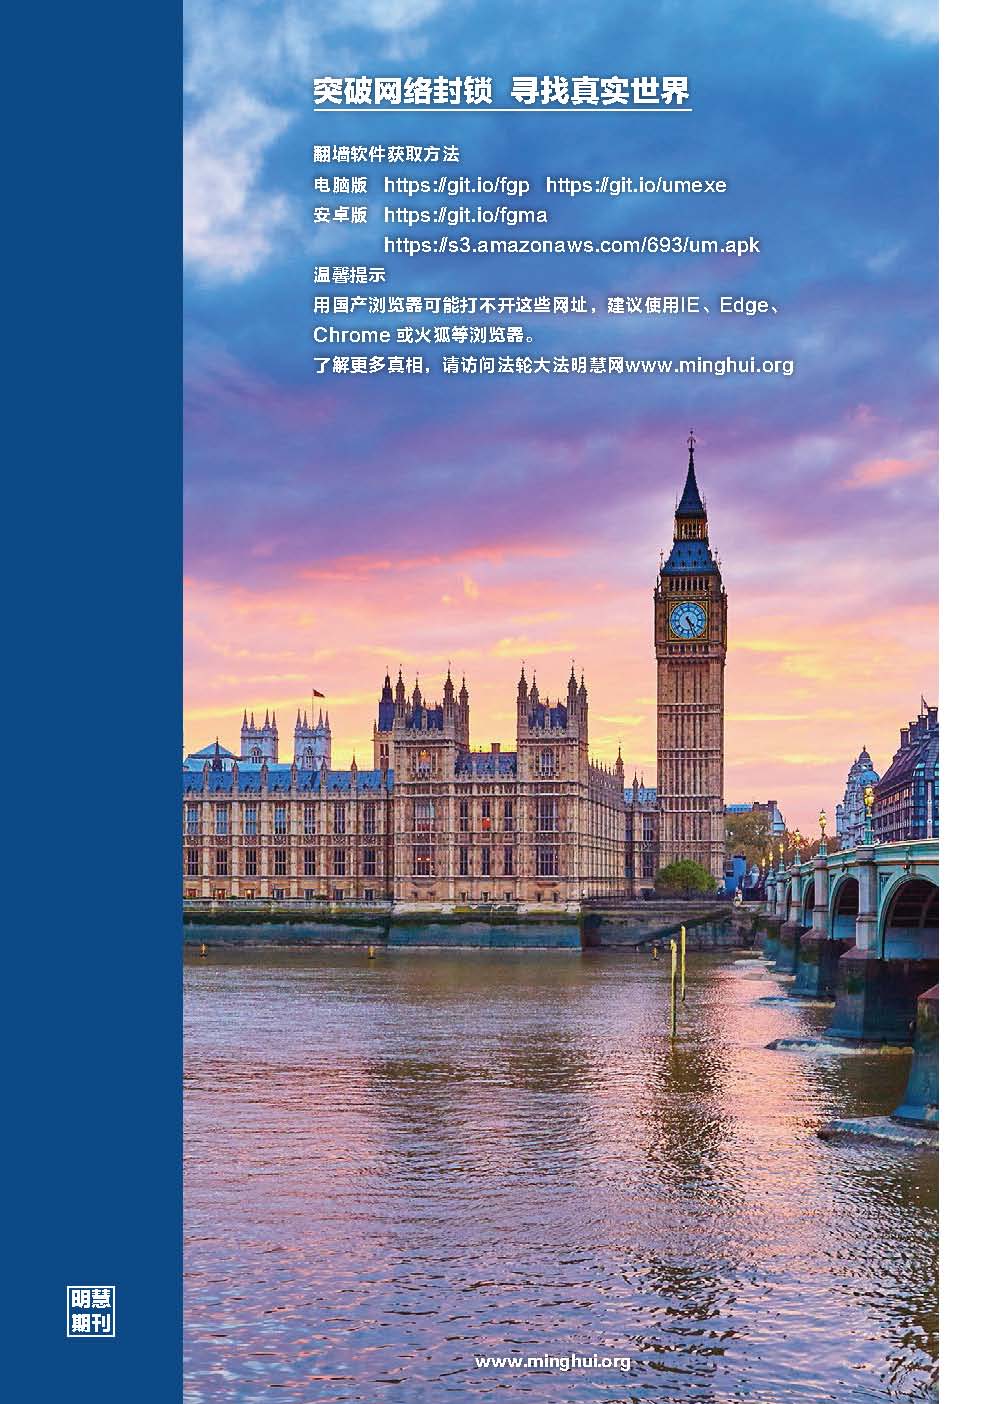 突破网络封锁 寻找真实世界
翻墙软件获取方法
电脑版 https://git.io/fgp https://git.io/umexe
安卓版 https://git.io/fgma
https://s3.amazonaws.com/693/um.apk
温馨提示
用国产浏览器可能打不开这些网址，建议使用IE、Edge、
Chrome 或火狐等浏览器。
了解更多真相，请访问法轮大法明慧网www.minghui.org
明慧
期刊
www.minghui.org